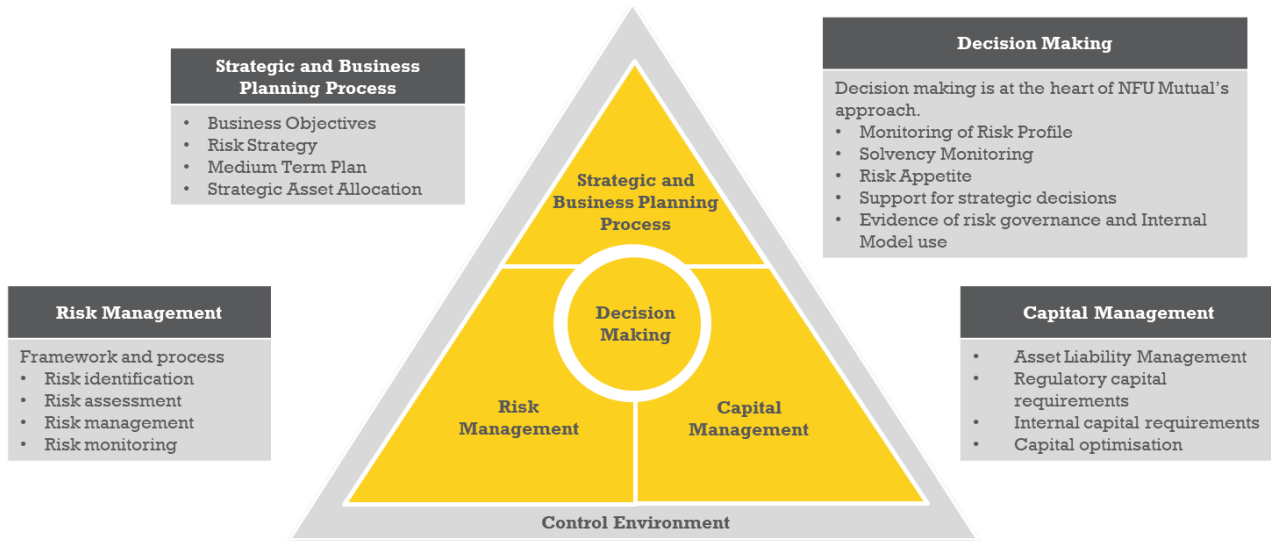 Strategic and Business
Planning Process
• Business Objectives
• Risk Strategy
• Medium Term Plan
• Strategic Asset Allocation
Decision Making
Decision making is at the heart of NFU Mutual's
approach.
• Monitoring of Risk Profile
• Solvency Monitoring
• Risk Appetite
• Support for strategic decisions
• Evidence of risk governance and Internal
Model use
Strategic and
Business Planning
Process
Decision
Making
Risk
Management
Capital
Management
Control Environment
Risk Management
Framework and process
• Risk identification
• Risk assessment
• Risk management
• Risk monitoring
Capital Management
• Asset Liability Management
• Regulatory capital
requirements
• Internal capital requirements
• Capital optimisation